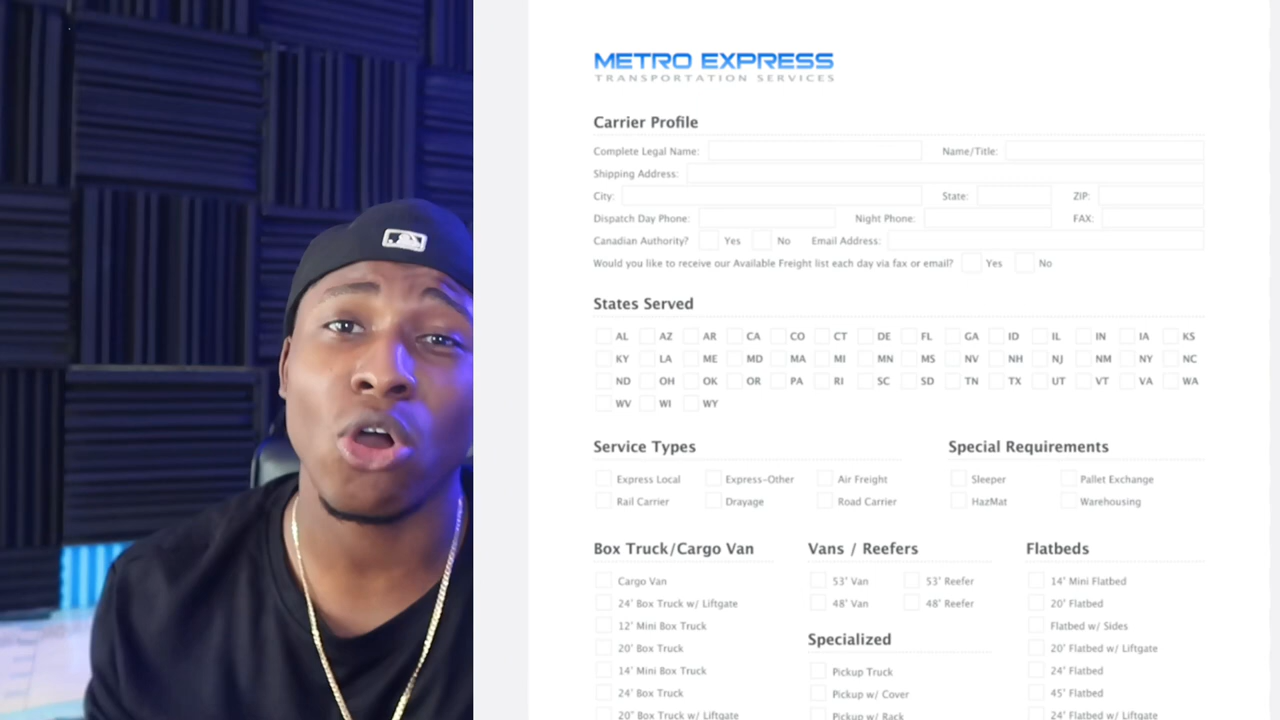 METRO EXPRESS
TRANSPORTATION SERVICES
Carrier Profile
Complete Legal Name: Name/Title:
Shipping Address:
City: State: ZIP:
Dispatch Day Phone: Night Phone: FAX:
Canadian Authority? Yes No Email Address:
Would you like to receive our Available Freight list each day via fax or email? Yes No
States Served
AL AZ AR CA CO CT DE FL GA ID IL IN IA KS
KY LA ME MD MA MI MN MS NV NH NJ NM NY NC
ND OH OK OR PA RI SC SD TN TX UT VT VA WA
WV WI WY
Service Types
Express Local Express-Other Air Freight
Rail Carrier Drayage Road Carrier
Special Requirements
Sleeper Pallet Exchange
HazMat Warehousing
Box Truck/Cargo Van
Cargo Van
24' Box Truck w/ Liftgate
12' Mini Box Truck
20' Box Truck
14' Mini Box Truck
24' Box Truck
20" Box Truck w/ Liftgate
Vans / Reefers
53' Van 53' Reefer
48' Van 48' Reefer
Specialized
Pickup Truck
Pickup w/ Cover
Pickup w/ Rack
Flatbeds
14' Mini Flatbed
20' Flatbed
Flatbed w/ Sides
20' Flatbed w/ Liftgate
24' Flatbed
45' Flatbed
24' Flatbed w/ Liftgate